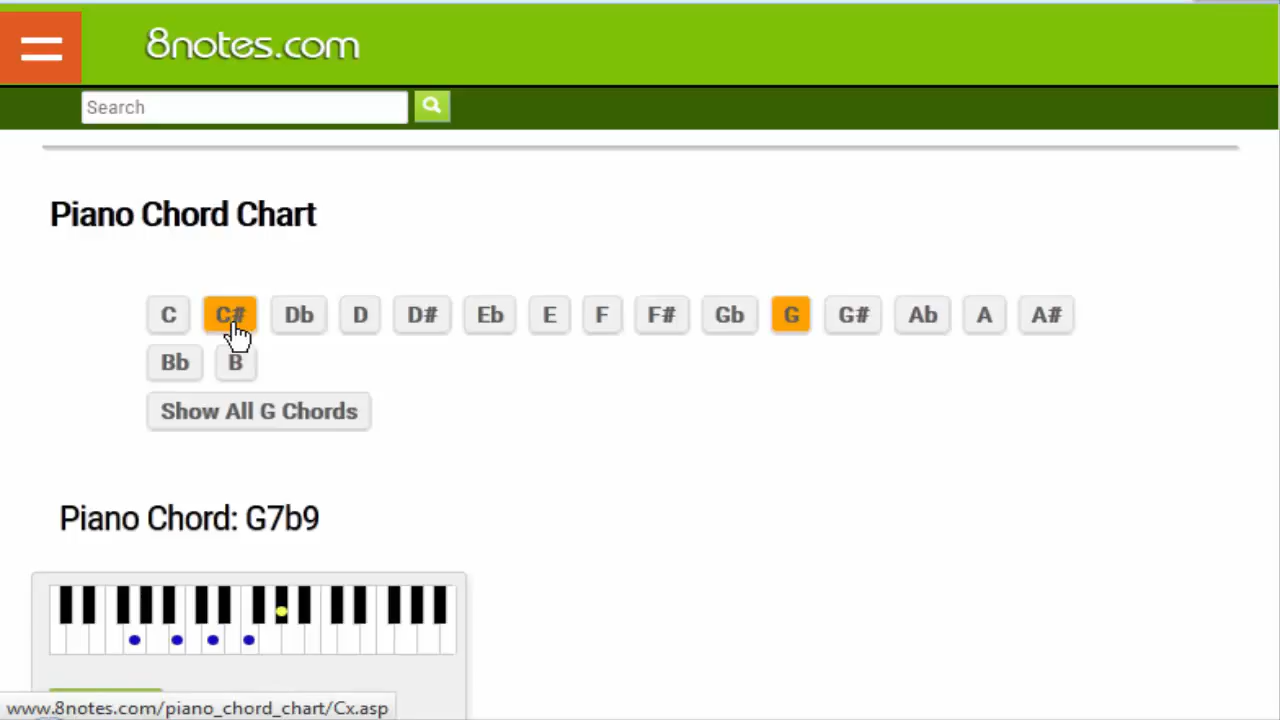 8notes.com
Search
Piano Chord Chart
C C# Db D D# Eb E F F# Gb G G# Ab A A#
Bb B
Show All G Chords
Piano Chord: G7b9
www.8notes.com/piano_chord_chart/Cx.asp